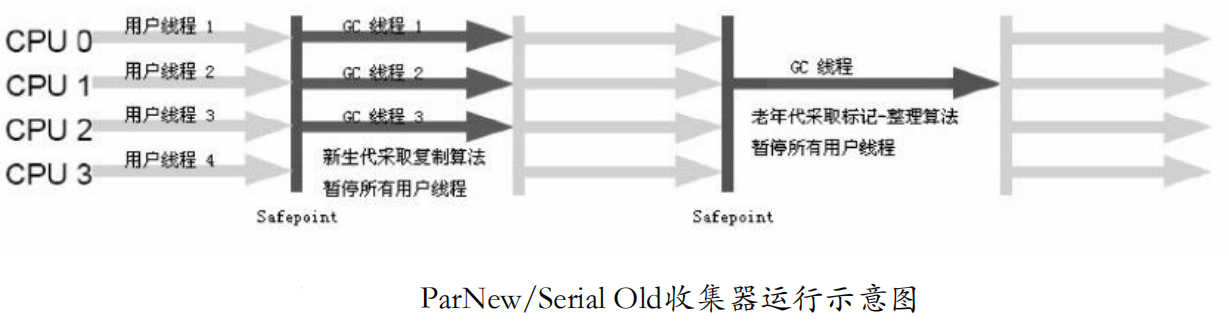 CPU 0
用户线程 1
GC 线程 1
CPU 1
用户线程 2
GC 线程 2
GC 线程
CPU 2
用户线程 3
GC 线程 3
CPU 3
用户线程 4
新生代采取复制算法
暂停所有用户线程
老年代采取标记-整理算法
暂停所有用户线程
Safepoint
Safepoint
ParNew/Serial Old收集器运行示意图